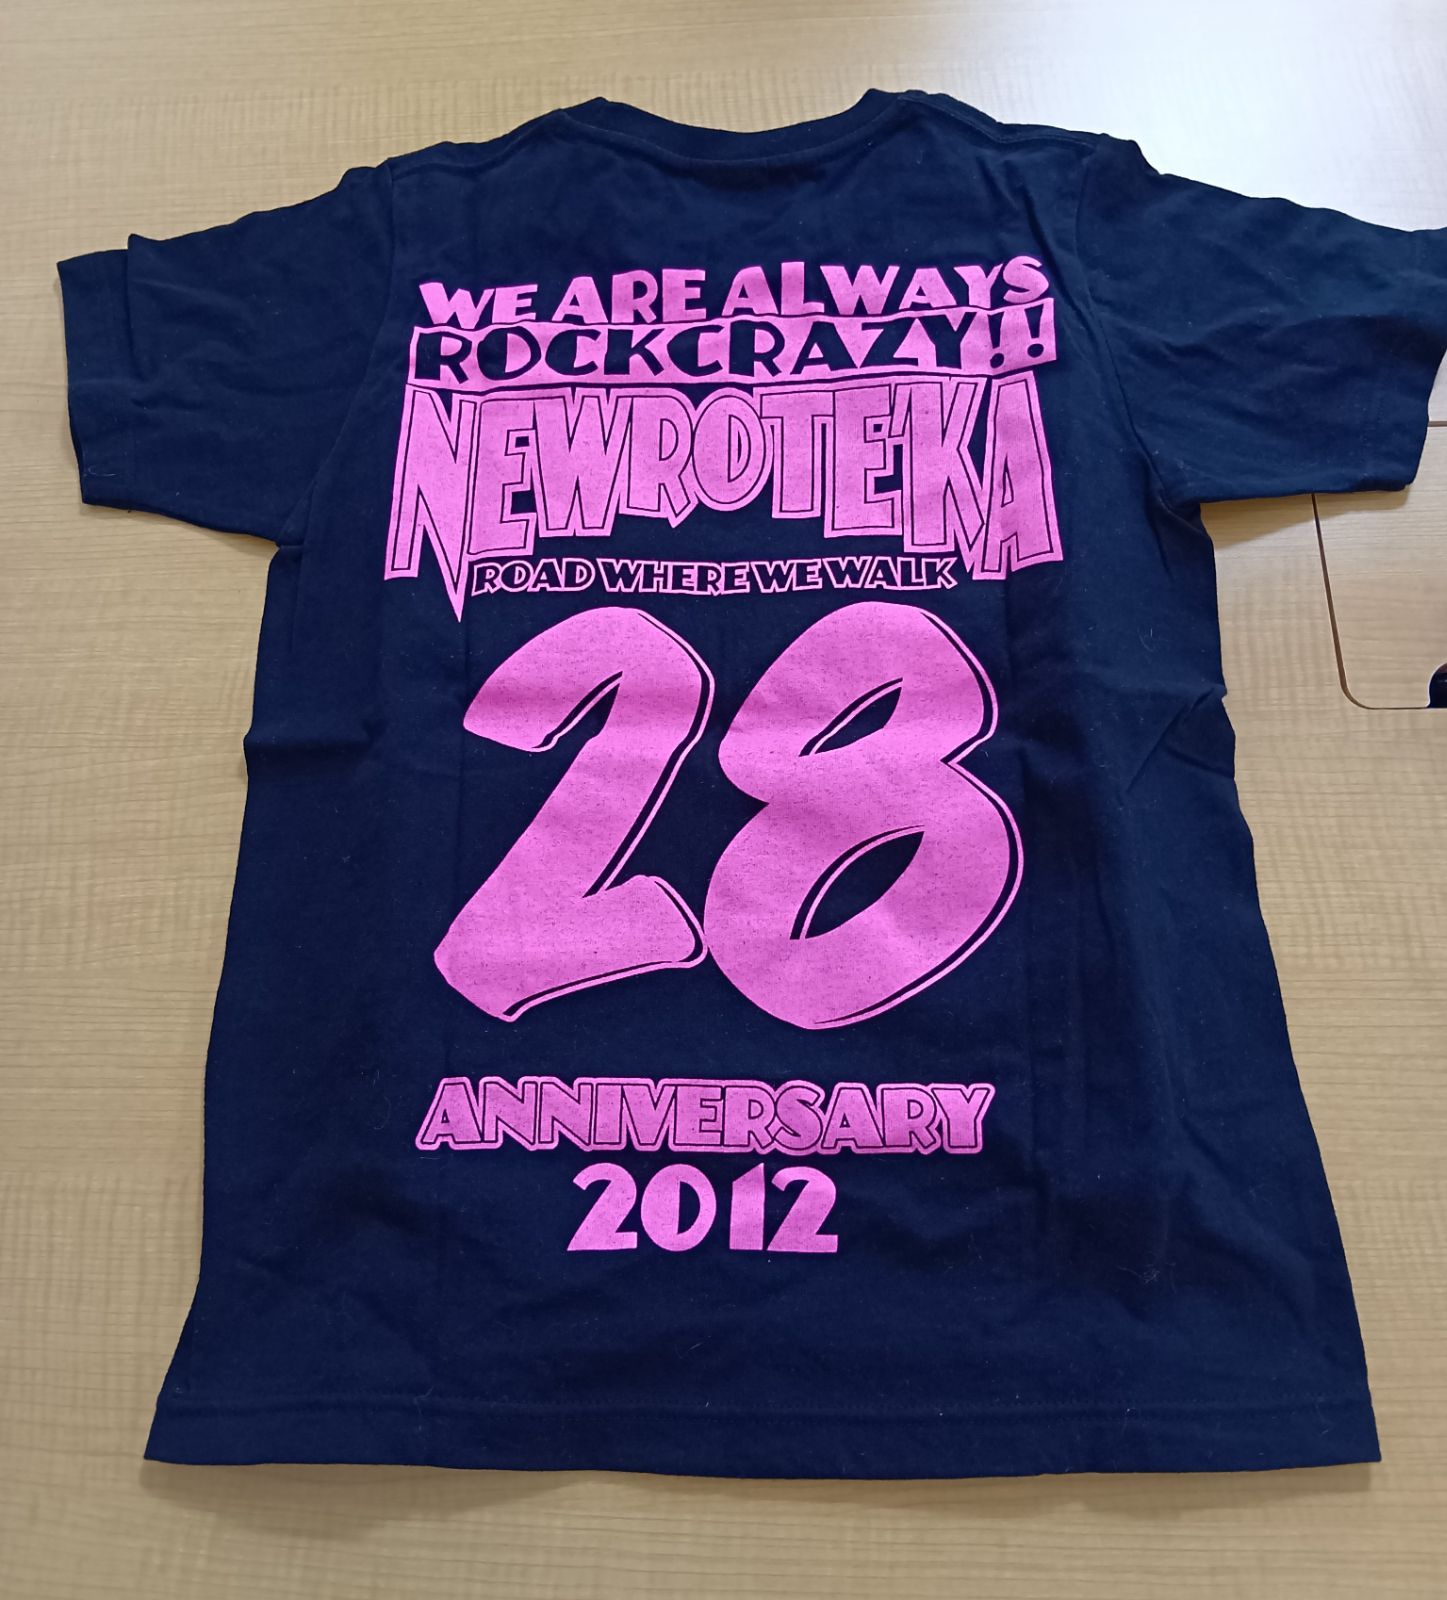 WE ARE ALWAYS
ROCKCRAZY!!
NEWROTE'KA
ROAD WHERE WE WALK
28
ANNIVERSARY
2012